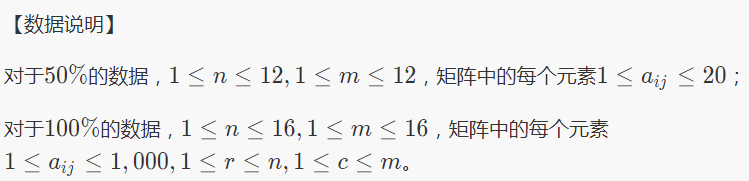 【数据说明】
对于50%的数据，1 ≤ n ≤ 12, 1 ≤ m ≤ 12，矩阵中的每个元素1 ≤ a_{ij} ≤ 20；
对于100%的数据，1 ≤ n ≤ 16, 1 ≤ m ≤ 16，矩阵中的每个元素
1 ≤ a_{ij} ≤ 1,000, 1 ≤ r ≤ n, 1 ≤ c ≤ m。